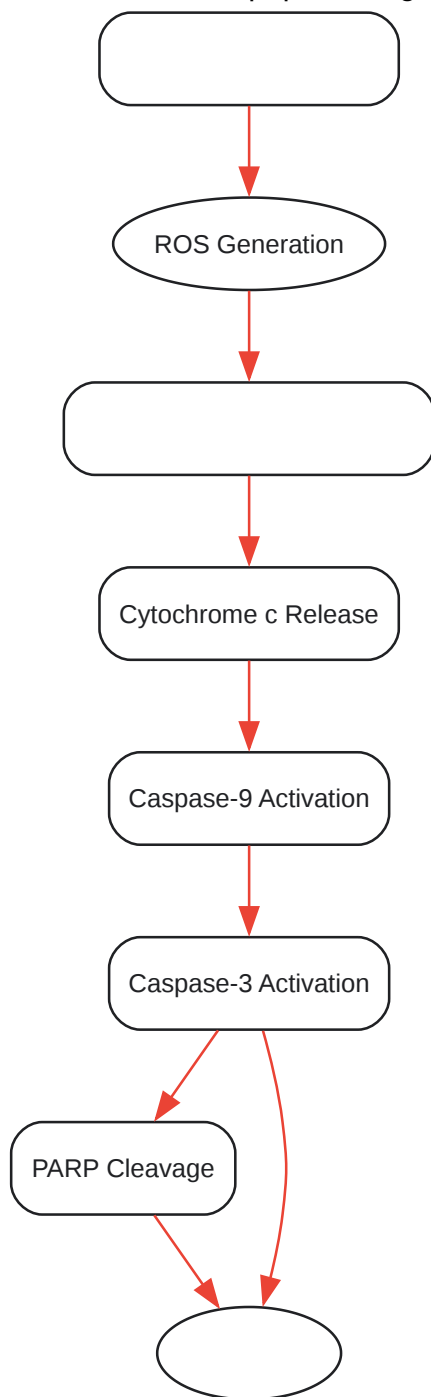 ROS Generation
Cytochrome c Release
Caspase-9 Activation
Caspase-3 Activation
PARP Cleavage